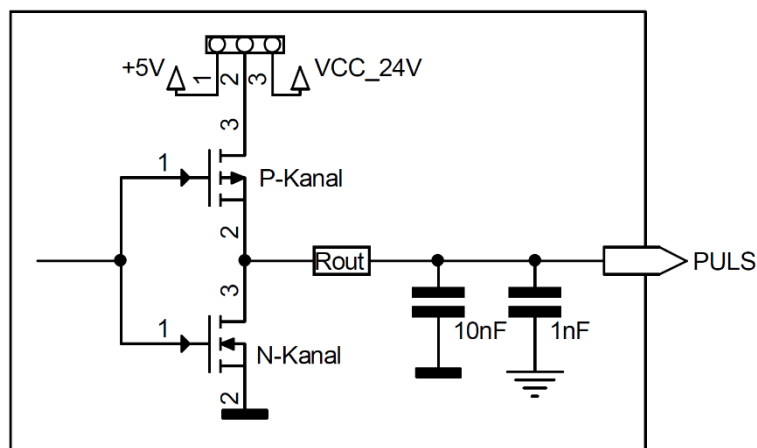 +5V
1
2
3
VCC_24V
3
1
P-Kanal
2
Rout
PULS
3
10nF
1nF
1
N-Kanal
2